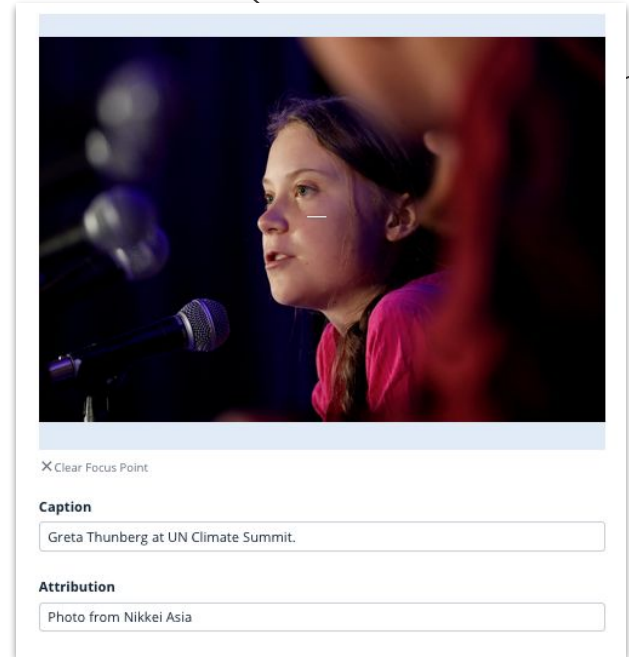 Clear Focus Point
Caption
Greta Thunberg at UN Climate Summit.
Attribution
Photo from Nikkei Asia